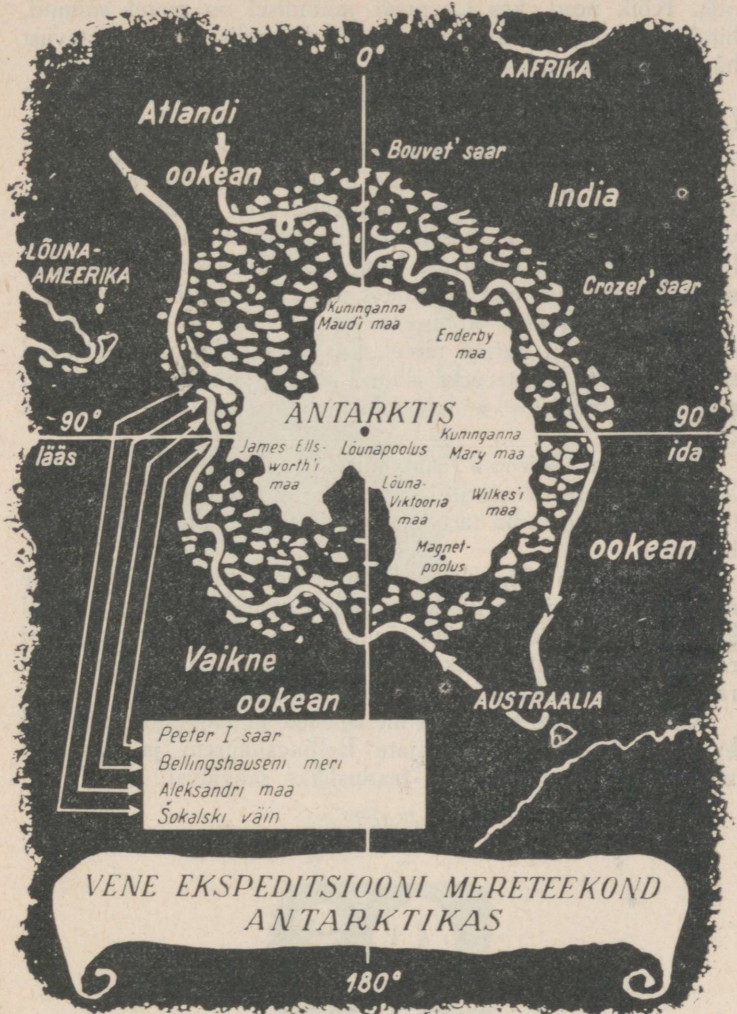 0°
AAFRIKA
Atlandi
ookean
Bouvet' saar
India
LÕUNA-
AMEERIKA
Crozet' saar
Kuninganna
Maud'i maa
Enderby
maa
90°
ANTARKTIS
90°
lääs
James Ells-
worth'i
maa
Lõunapoolus
Kuninganna
Mary maa
ida
Lõuna-
Viktooria
maa
Wilkes'i
maa
Magnet-
poolus
ookean
Vaikne
ookean
AUSTRAALIA
Peeter I saar
Bellingshauseni meri
Aleksandri maa
Šokalski väin
VENE EKSPEDITSIOONI MERETEEKOND
ANTARKTIKAS
180°